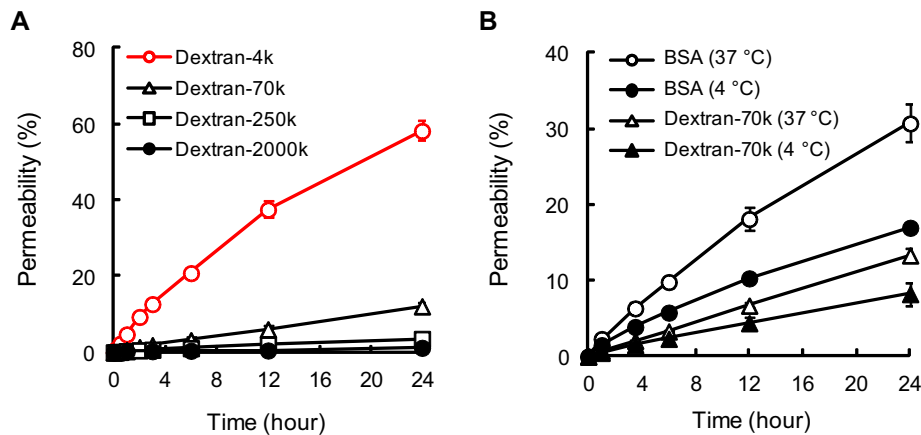 A
Permeability (%)
80
60
40
20
0
Dextran-4k
Dextran-70k
Dextran-250k
Dextran-2000k
0 4 8 12 16 20 24
Time (hour)
B
Permeability (%)
40
30
20
10
0
BSA (37 °C)
BSA (4 °C)
Dextran-70k (37 °C)
Dextran-70k (4 °C)
0 4 8 12 16 20 24
Time (hour)